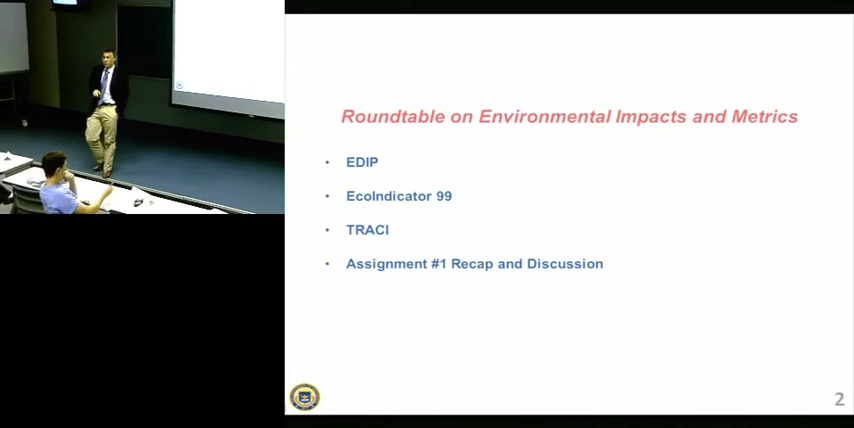 Roundtable on Environmental Impacts and Metrics
• EDIP
• EcoIndicator 99
• TRACI
• Assignment #1 Recap and Discussion
2